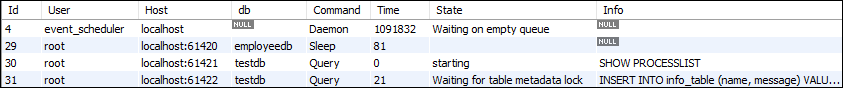 Id User Host db Command Time State Info
4 event_scheduler localhost NULL Daemon 1091832 Waiting on empty queue NULL
29 root localhost:61420 employeedb Sleep 81 NULL
30 root localhost:61421 testdb Query 0 starting SHOW PROCESSLIST
31 root localhost:61422 testdb Query 21 Waiting for table metadata lock INSERT INTO info_table (name, message) VALU...